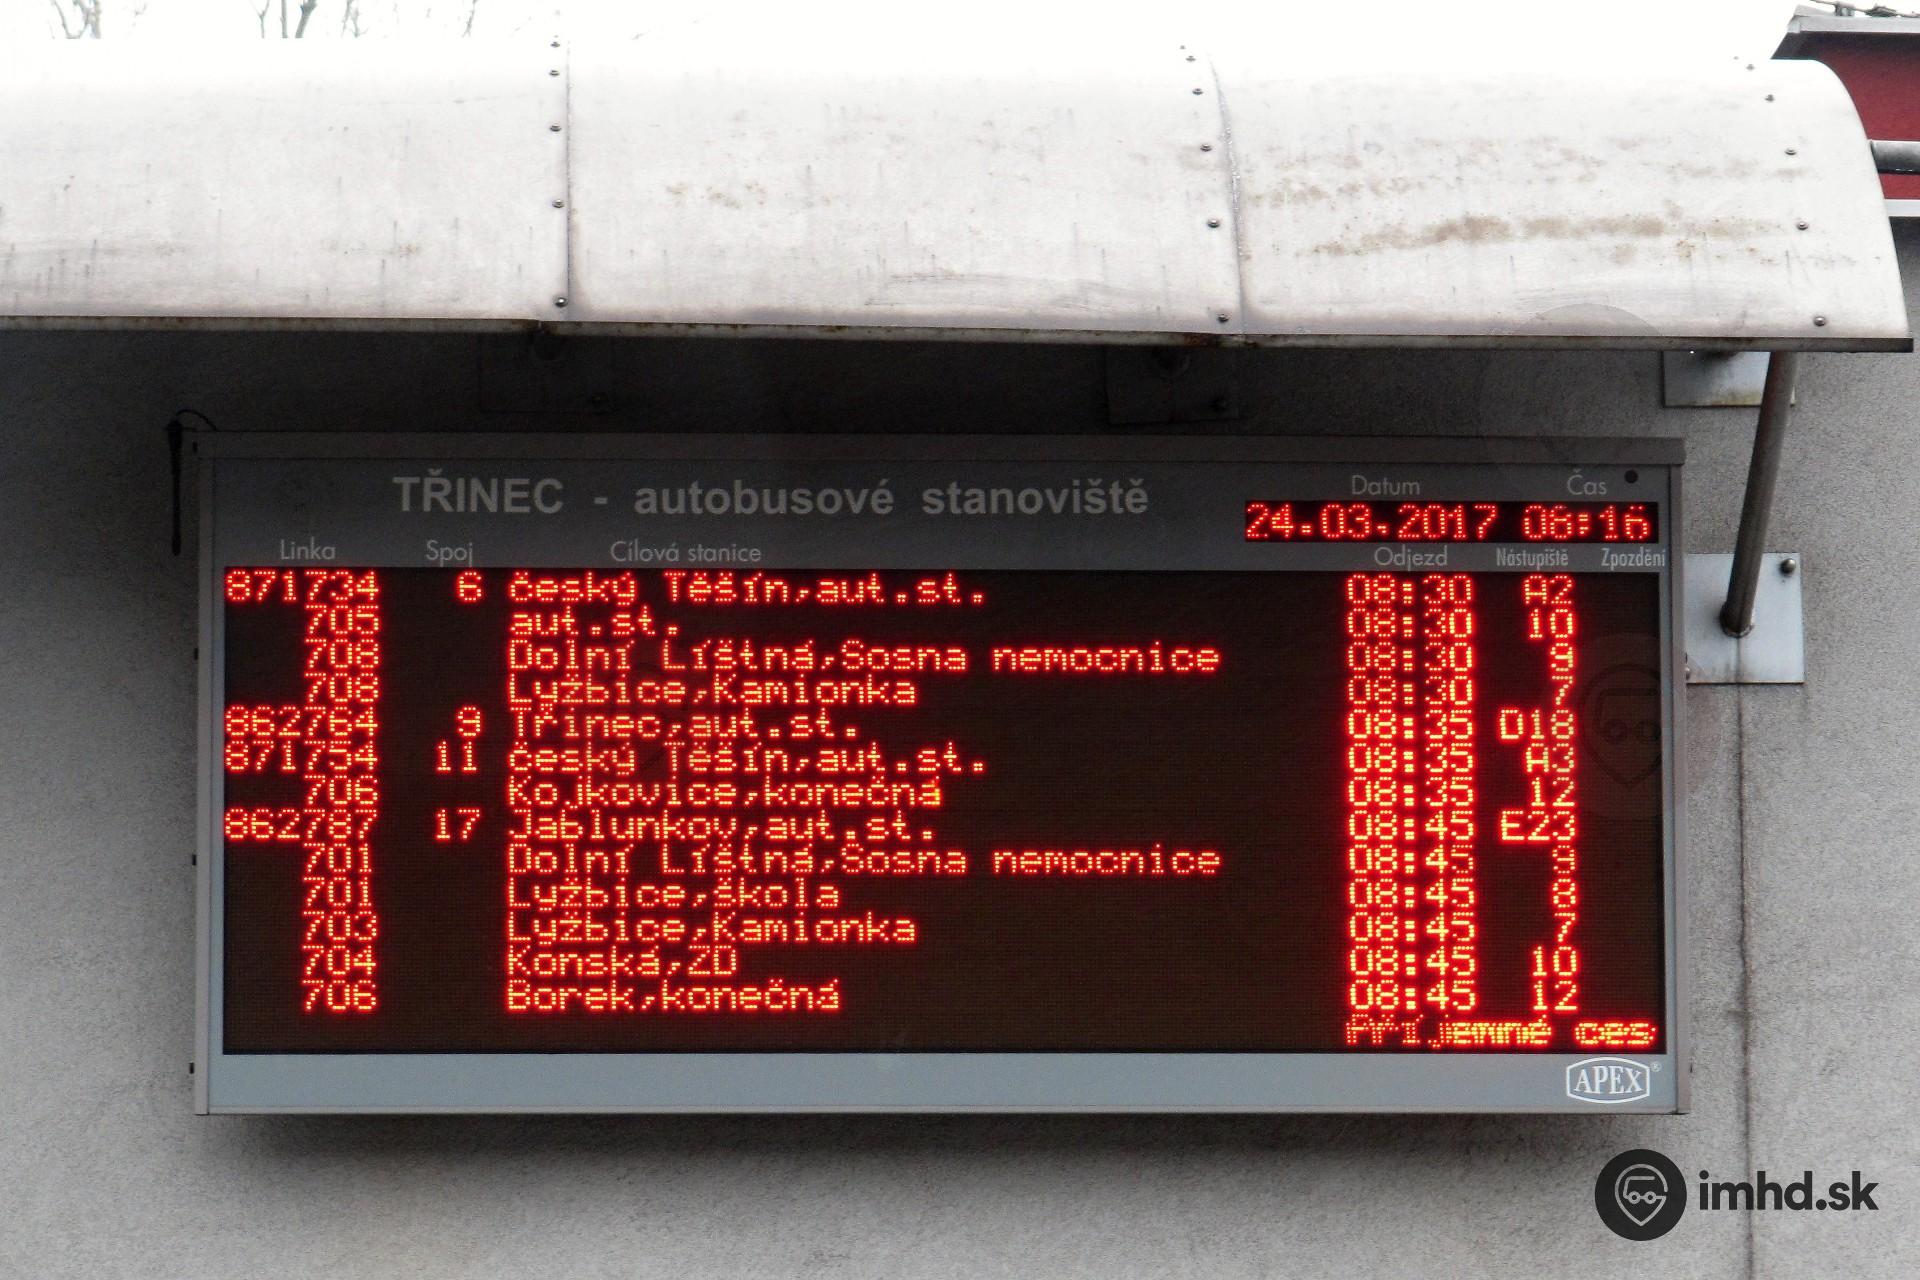 TŘINEC - autobusové stanoviště
Datum Čas
24.03.2017 08:16
Linka Spoj Cílová stanice Odjezd Nástupiště Zpozdění
871734 6 český Těšín,aut.st. 08:30 A2
705 aut.st. 08:30 10
708 Dolní Líštná,Sosna nemocnice 08:30 9
708 Lyžbice,Kamionka 08:30 7
862764 9 Třinec,aut.st. 08:35 D18
871754 11 český Těšín,aut.st. 08:35 A3
706 Kojkovice,konečná 08:35 12
862787 17 Jablunkov,aut.st. 08:45 E23
701 Dolní Líštná,Sosna nemocnice 08:45 9
701 Lyžbice,škola 08:45 8
703 Lyžbice,Kamionka 08:45 7
704 Konská,ZD 08:45 10
706 Borek,konečná 08:45 12
Příjemné ces
APEX®
imhd.sk